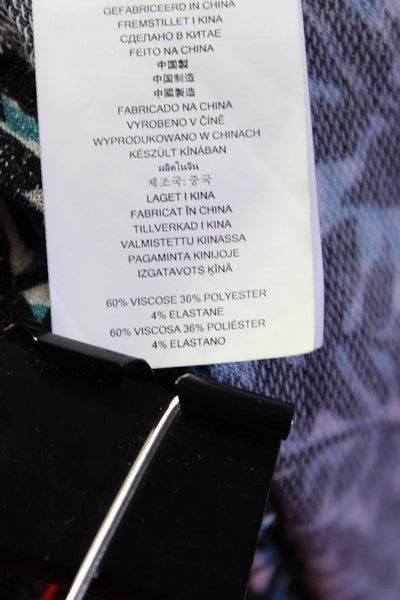 GEFABRICEERD IN CHINA
FREMSTILLET I KINA
СДЕЛАНО В КИТАЕ
FEITO NA CHINA
中国製
中国制造
中國製造
FABRICADO NA CHINA
VYROBENO V ČÍNĚ
WYPRODUKOWANO W CHINACH
KÉSZÜLT KÍNÁBAN
ผลิตในจีน
제조국: 중국
LAGET I KINA
FABRICAT ÎN CHINA
TILLVERKAD I KINA
VALMISTETTU KIINASSA
PAGAMINTA KINIJOJE
IZGATAVOTS ĶĪNĀ
60% VISCOSE 36% POLYESTER
4% ELASTANE
60% VISCOSA 36% POLIÉSTER
4% ELASTANO